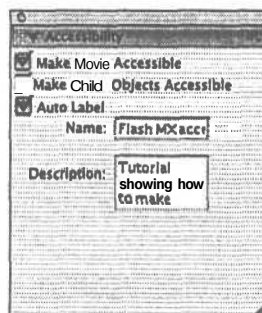 Accessibility
Make Movie Accessible
Make Child Objects Accessible
Auto Label
Name: Flash MX acce
Description: Tutorial
showing how
to make